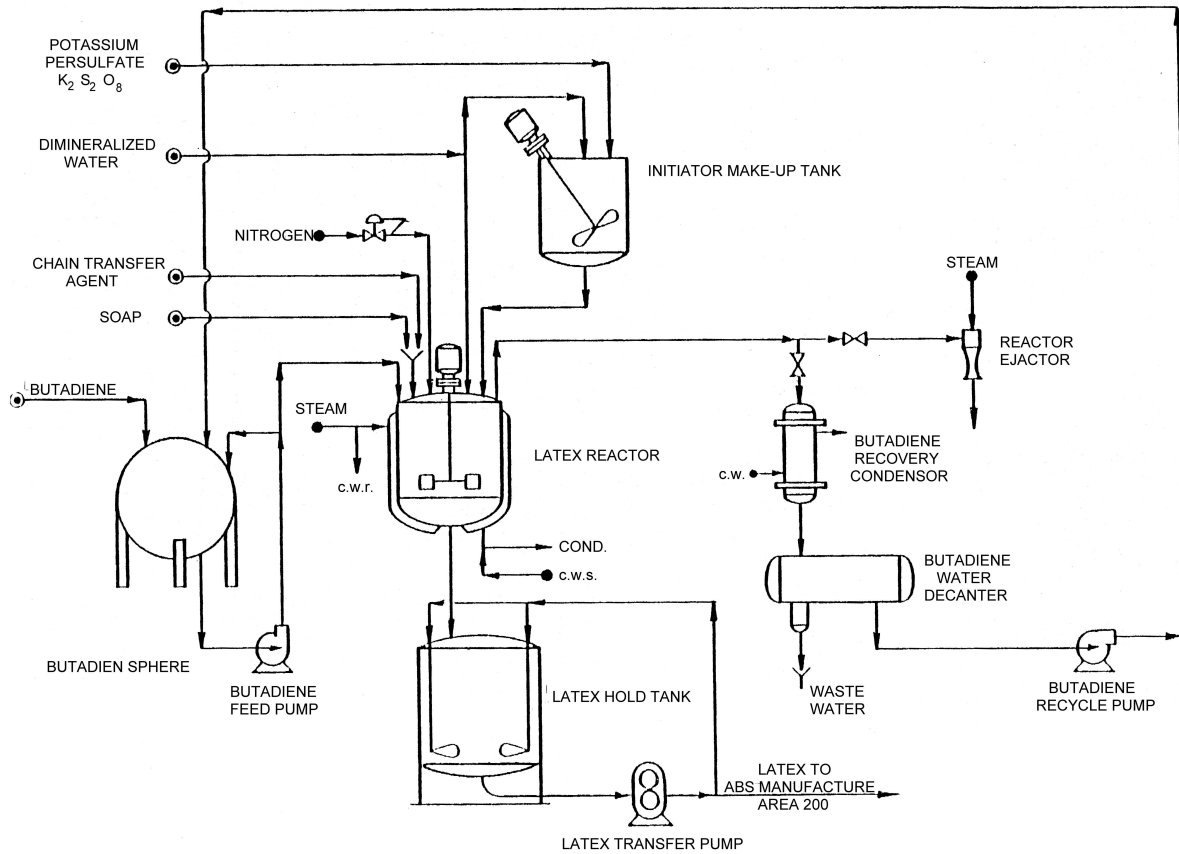 POTASSIUM
PERSULFATE
K₂ S₂ O₈
DIMINERALIZED
WATER
INITIATOR MAKE-UP TANK
NITROGEN
CHAIN TRANSFER
AGENT
STEAM
SOAP
REACTOR
EJACTOR
BUTADIENE
STEAM
LATEX REACTOR
BUTADIENE
RECOVERY
CONDENSOR
c.w.
c.w.r.
COND.
c.w.s.
BUTADIENE
WATER
DECANTER
BUTADIEN SPHERE
BUTADIENE
FEED PUMP
LATEX HOLD TANK
WASTE
WATER
BUTADIENE
RECYCLE PUMP
LATEX TO
ABS MANUFACTURE
AREA 200
LATEX TRANSFER PUMP